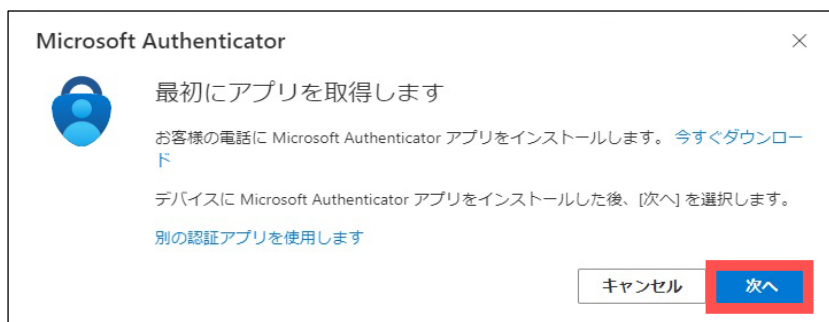 Microsoft Authenticator
最初にアプリを取得します
お客様の電話に Microsoft Authenticator アプリをインストールします。 今すぐダウンロー
ド
デバイスに Microsoft Authenticator アプリをインストールした後、[次へ] を選択します。
別の認証アプリを使用します
キャンセル 次へ